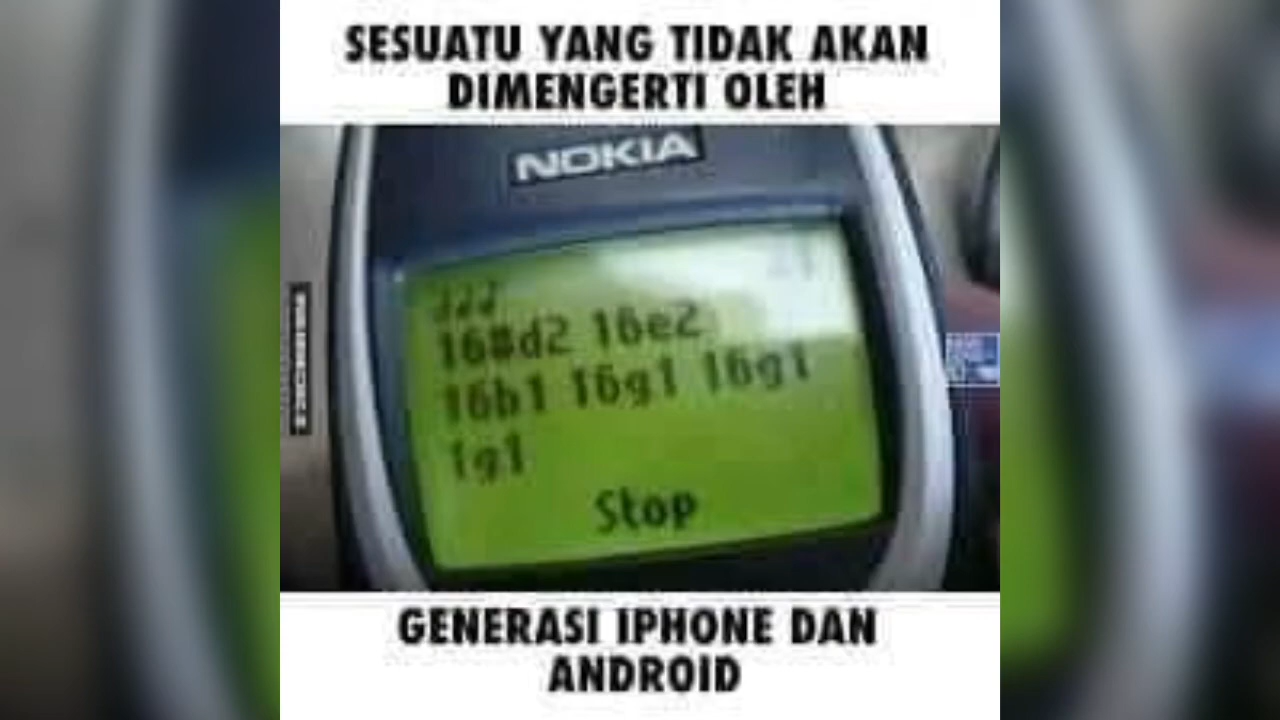 SESUATU YANG TIDAK AKAN
DIMENGERTI OLEH
NOKIA
16#d2 16e2
16b1 16g1 16g1
1g1
Stop
GENERASI IPHONE DAN
ANDROID